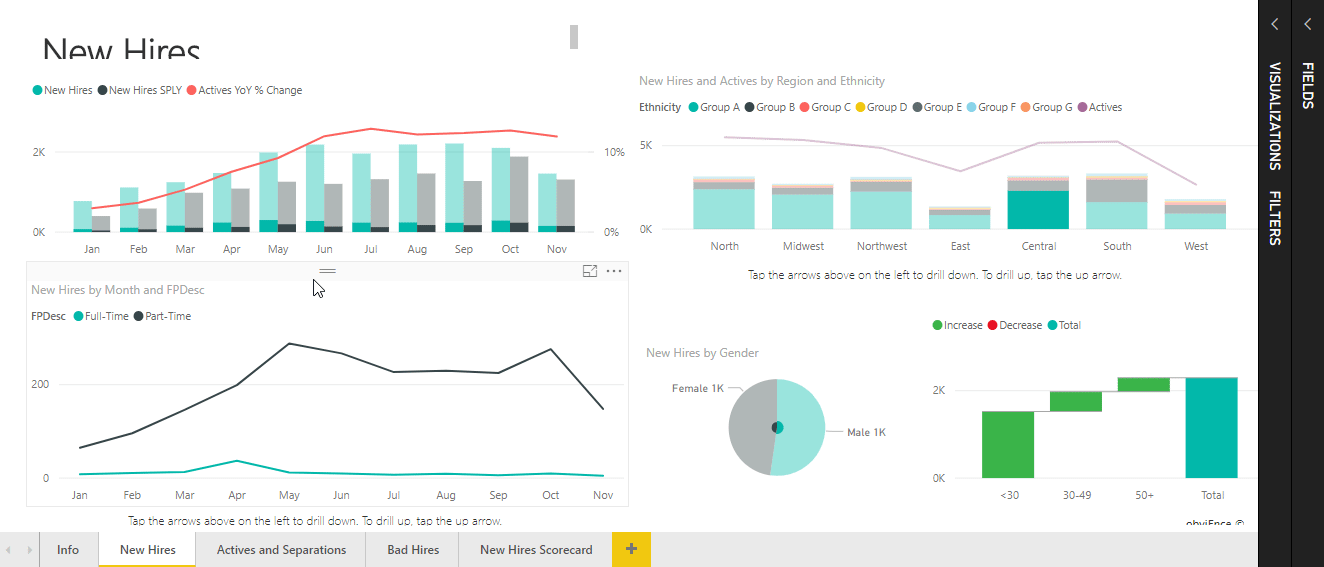 New Hires
New Hires New Hires SPLY Actives YoY % Change
2K
0K
10%
0%
Jan Feb Mar Apr May Jun Jul Aug Sep Oct Nov
New Hires by Month and FPDesc
FPDesc Full-Time Part-Time
200
0
Jan Feb Mar Apr May Jun Jul Aug Sep Oct Nov
Tap the arrows above on the left to drill down. To drill up, tap the up arrow.
New Hires and Actives by Region and Ethnicity
Ethnicity Group A Group B Group C Group D Group E Group F Group G Actives
5K
0K
North Midwest Northwest East Central South West
Tap the arrows above on the left to drill down. To drill up, tap the up arrow.
New Hires by Gender
Female 1K
Male 1K
Increase Decrease Total
2K
0K
<30 30-49 50+ Total
obviEnce ©
VISUALIZATIONS
FILTERS
FIELDS
Info New Hires Actives and Separations Bad Hires New Hires Scorecard +